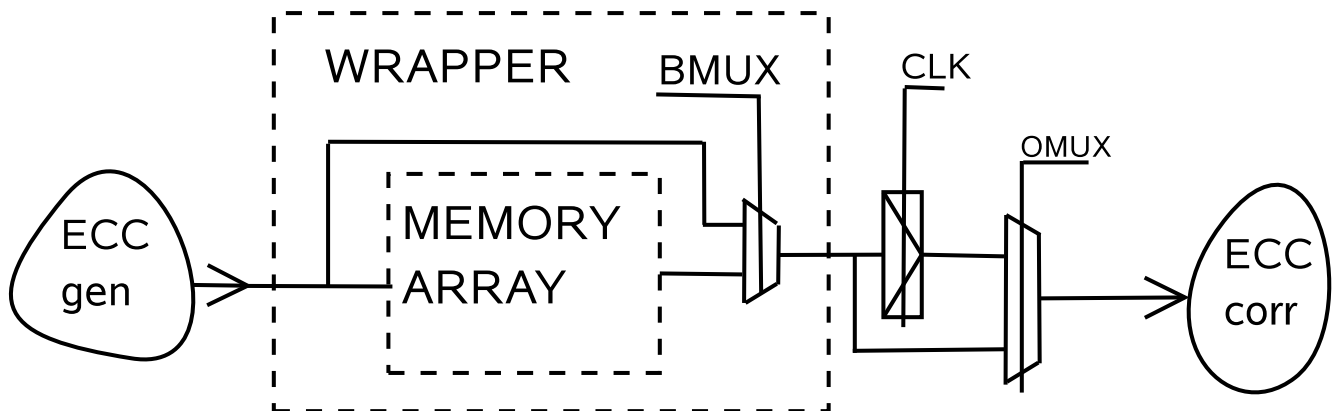 WRAPPER
BMUX
CLK
OMUX
ECC
gen
MEMORY
ARRAY
ECC
corr